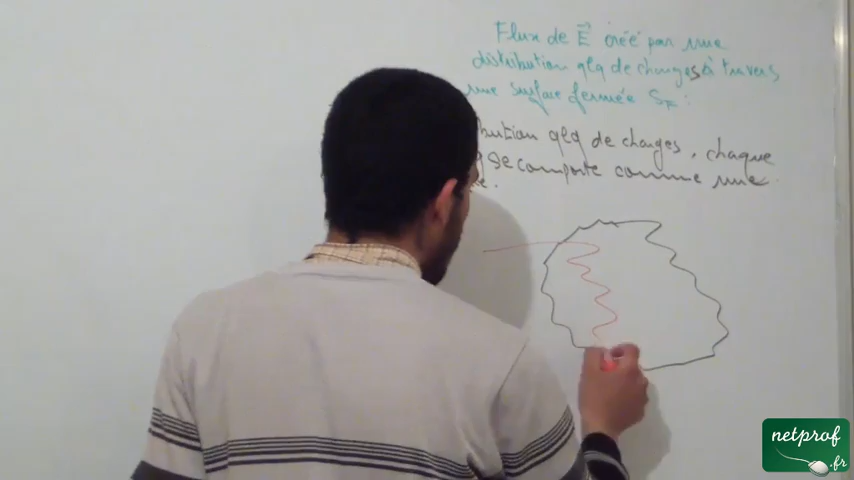 Flux de E créé par une
distribution qlq de charges à travers
une surface fermée SF :
bution qlq de charges, chaque
se comporte comme une
netprof
.fr